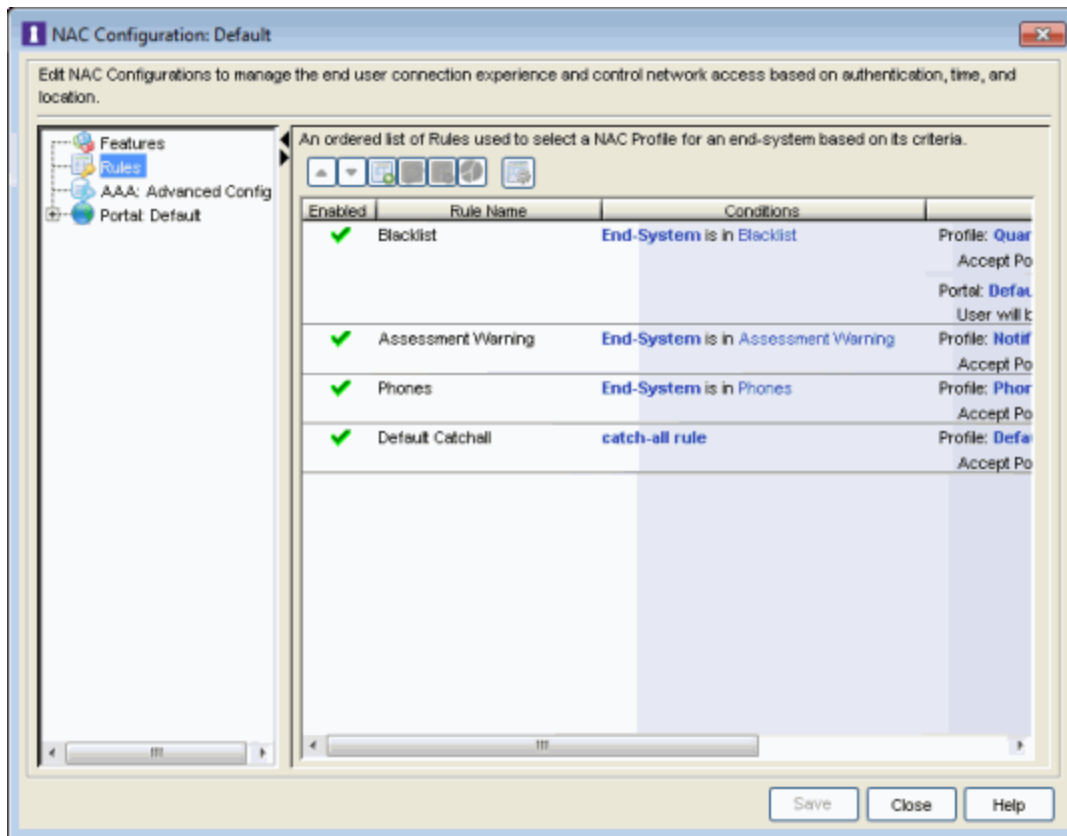 NAC Configuration: Default
Edit NAC Configurations to manage the end user connection experience and control network access based on authentication, time, and
location.
Features
Rules
AAA: Advanced Config
Portal: Default
An ordered list of Rules used to select a NAC Profile for an end-system based on its criteria.
Enabled Rule Name Conditions
Blacklist End-System is in Blacklist Profile: Quar
Accept Po
Portal: Defau
User will b
Assessment Warning End-System is in Assessment Warning Profile: Notif
Accept Po
Phones End-System is in Phones Profile: Phor
Accept Po
Default Catchall catch-all rule Profile: Defa
Accept Po
Save Close Help